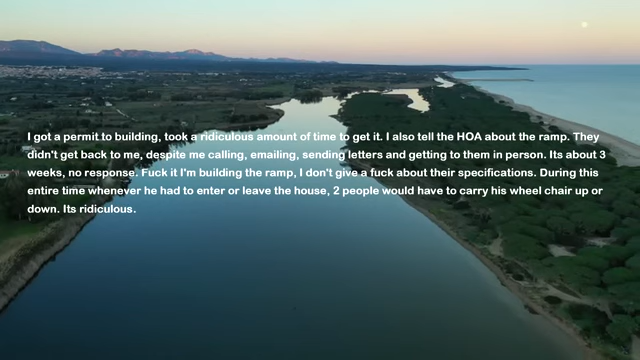 I got a permit to building, took a ridiculous amount of time to get it. I also tell the HOA about the ramp. They
didn't get back to me, despite me calling, emailing, sending letters and getting to them in person. Its about 3
weeks, no response. Fuck it I'm building the ramp, I don't give a fuck about their specifications. During this
entire time whenever he had to enter or leave the house, 2 people would have to carry his wheel chair up or
down. Its ridiculous.